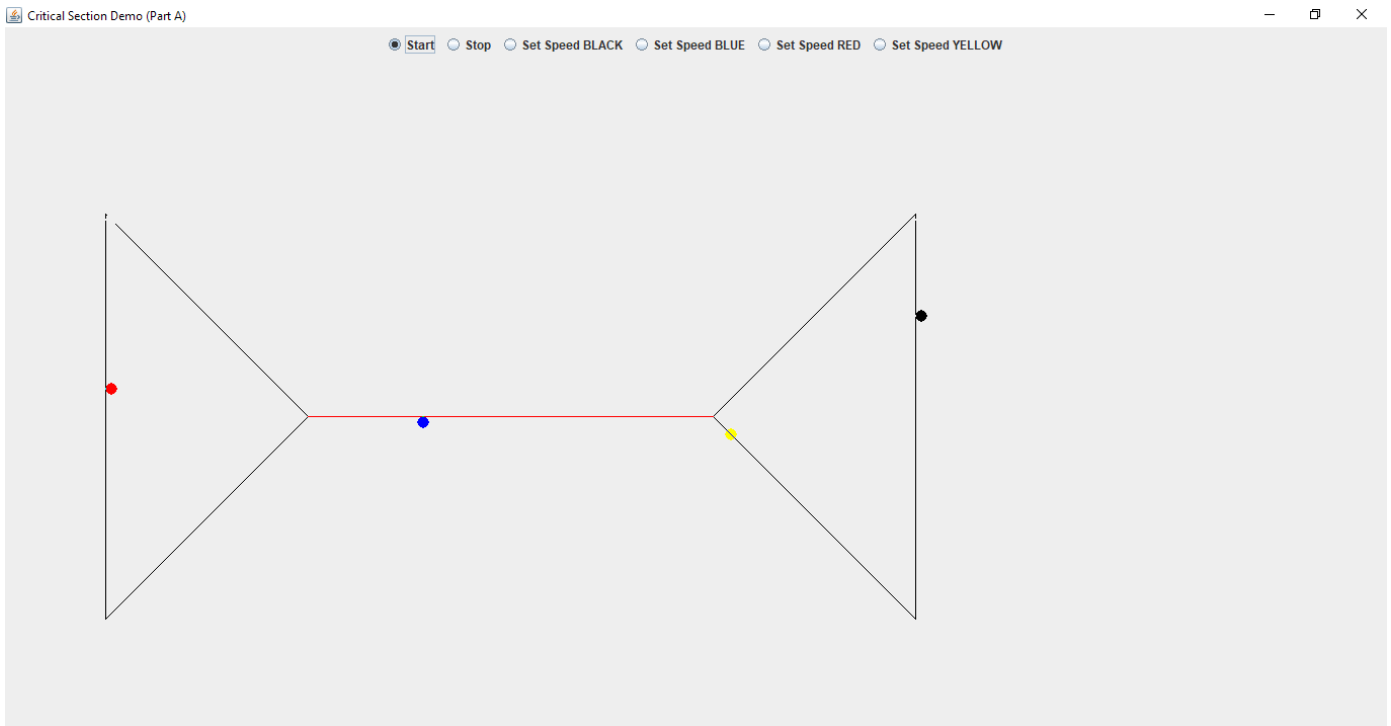 Critical Section Demo (Part A)
Start Stop Set Speed BLACK Set Speed BLUE Set Speed RED Set Speed YELLOW